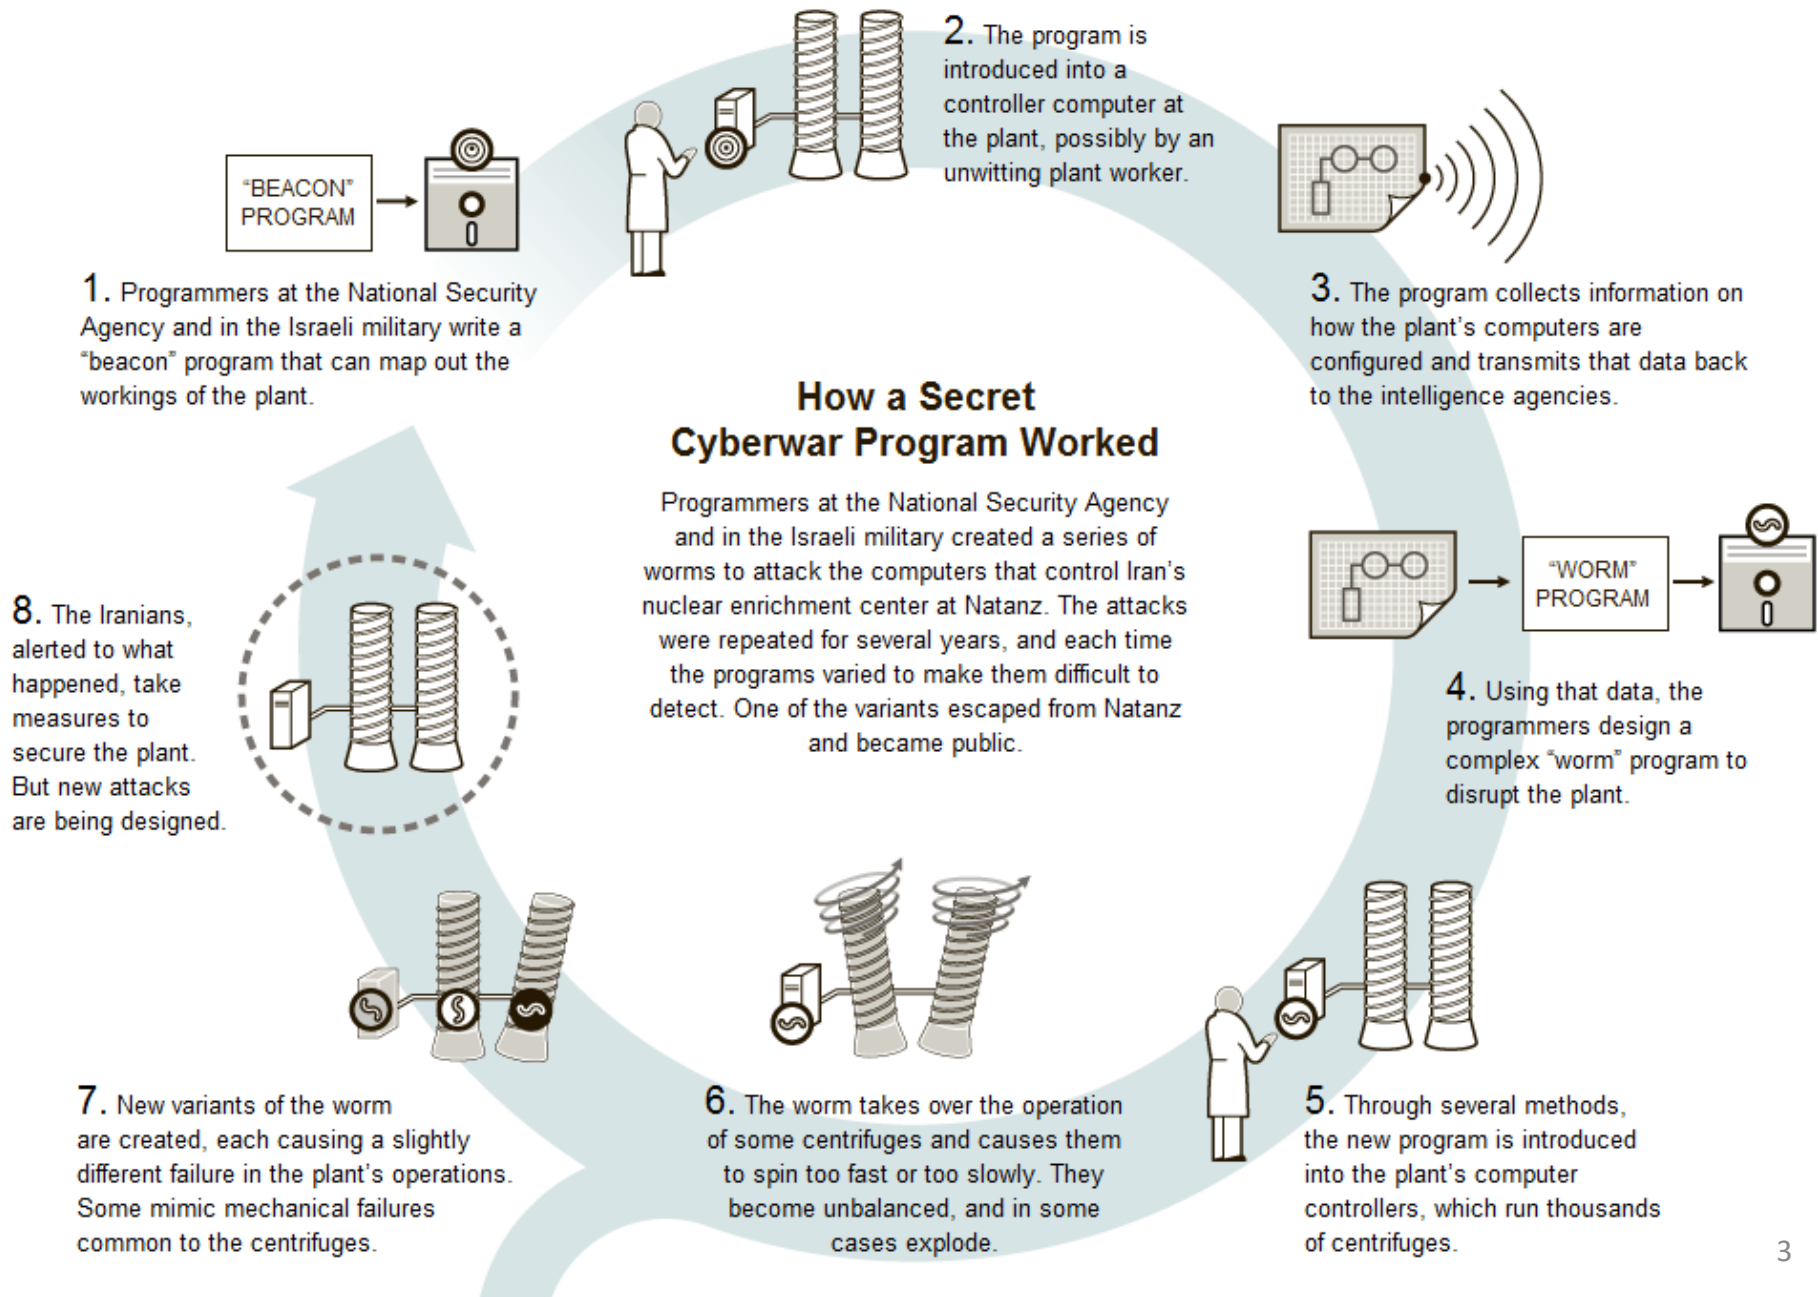 "BEACON"
PROGRAM
1. Programmers at the National Security
Agency and in the Israeli military write a
"beacon" program that can map out the
workings of the plant.
2. The program is
introduced into a
controller computer at
the plant, possibly by an
unwitting plant worker.
3. The program collects information on
how the plant's computers are
configured and transmits that data back
to the intelligence agencies.
How a Secret
Cyberwar Program Worked
Programmers at the National Security Agency
and in the Israeli military created a series of
worms to attack the computers that control Iran's
nuclear enrichment center at Natanz. The attacks
were repeated for several years, and each time
the programs varied to make them difficult to
detect. One of the variants escaped from Natanz
and became public.
"WORM"
PROGRAM
4. Using that data, the
programmers design a
complex "worm" program to
disrupt the plant.
5. Through several methods,
the new program is introduced
into the plant's computer
controllers, which run thousands
of centrifuges.
6. The worm takes over the operation
of some centrifuges and causes them
to spin too fast or too slowly. They
become unbalanced, and in some
cases explode.
7. New variants of the worm
are created, each causing a slightly
different failure in the plant's operations.
Some mimic mechanical failures
common to the centrifuges.
8. The Iranians,
alerted to what
happened, take
measures to
secure the plant.
But new attacks
are being designed.
3